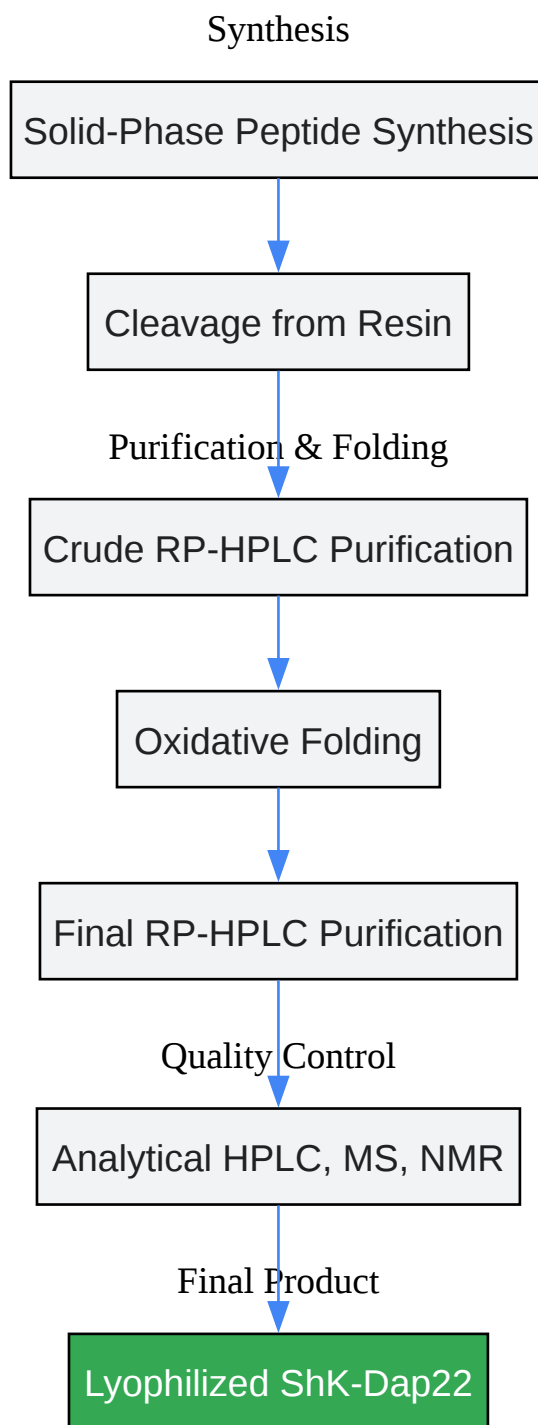 Synthesis
Solid-Phase Peptide Synthesis
Cleavage from Resin
Purification & Folding
Crude RP-HPLC Purification
Oxidative Folding
Final RP-HPLC Purification
Quality Control
Analytical HPLC, MS, NMR
Final Product
Lyophilized ShK-Dap22